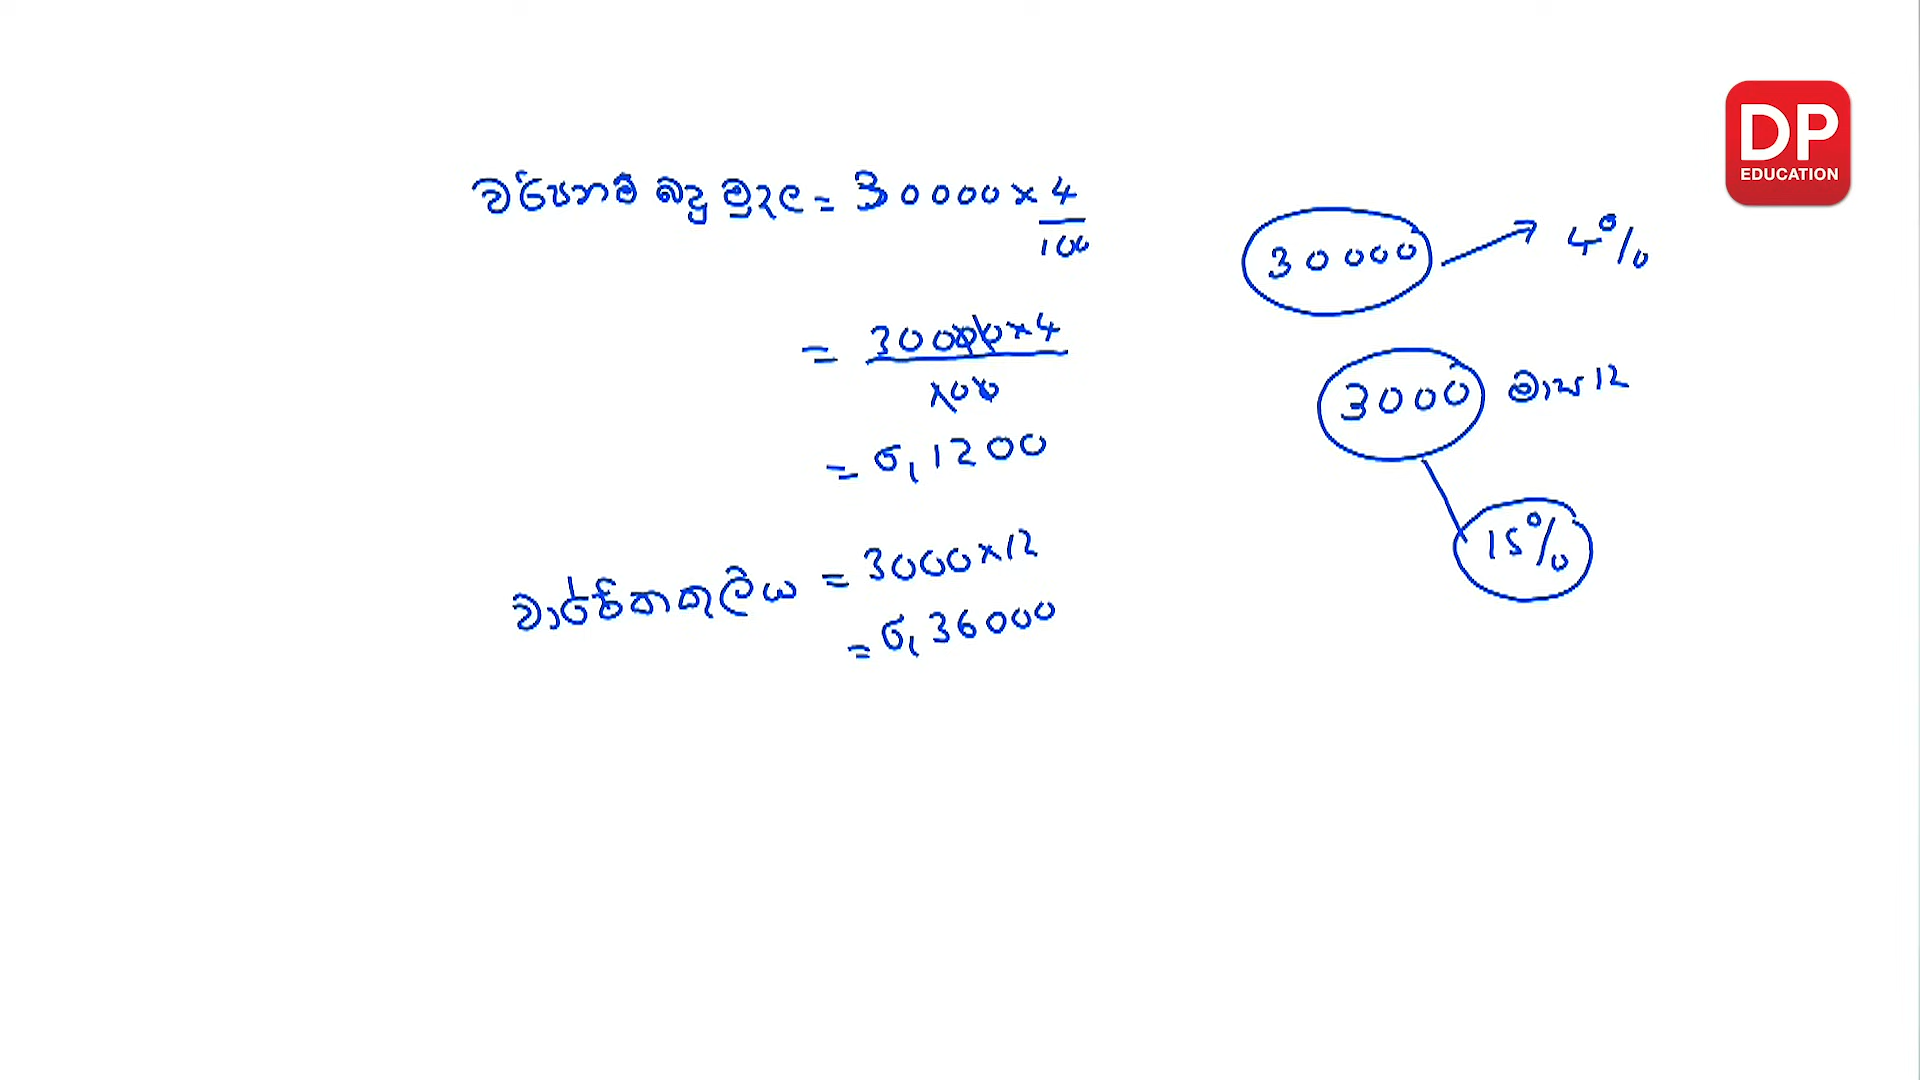 DP
EDUCATION
වර්පනම් බදු මුදල = 30000 × 4/100
= 30000×4/100
= රු1200
වාර්ෂික කුලිය = 3000×12
= රු36000
30000 → 4%
3000 මාස 12
15%